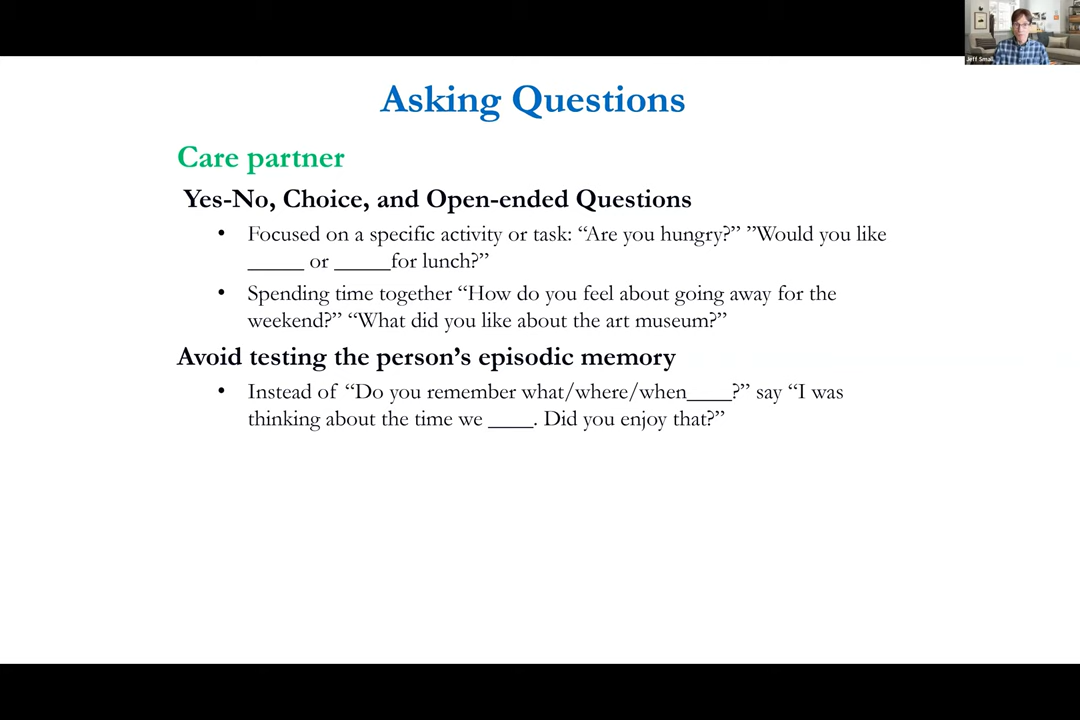 Jeff Small
Asking Questions
Care partner
Yes-No, Choice, and Open-ended Questions
• Focused on a specific activity or task: “Are you hungry?” ”Would you like
_____ or _____for lunch?”
• Spending time together “How do you feel about going away for the
weekend?” “What did you like about the art museum?”
Avoid testing the person’s episodic memory
• Instead of “Do you remember what/where/when____?” say “I was
thinking about the time we ____. Did you enjoy that?”